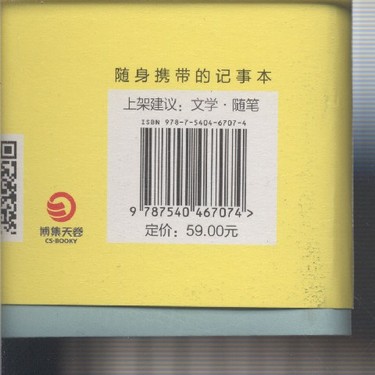 随身携带的记事本
上架建议：文学·随笔
ISBN 978-7-5404-6707-4
9 787540 467074 >
定价：59.00元
博集天卷
CS-BOOKY